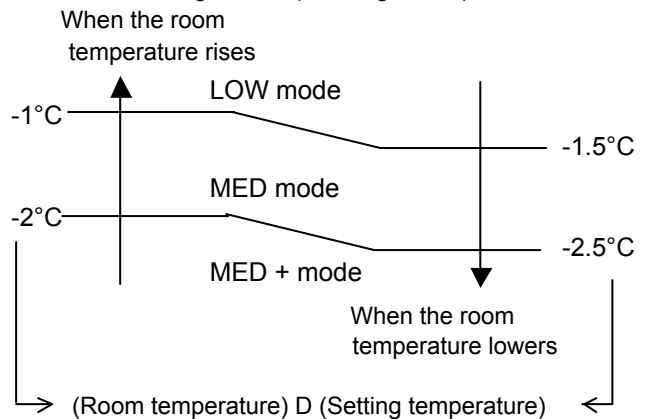 When the room
temperature rises
LOW mode
-1°C
-1.5°C
MED mode
-2°C
-2.5°C
MED + mode
When the room
temperature lowers
(Room temperature) D (Setting temperature)